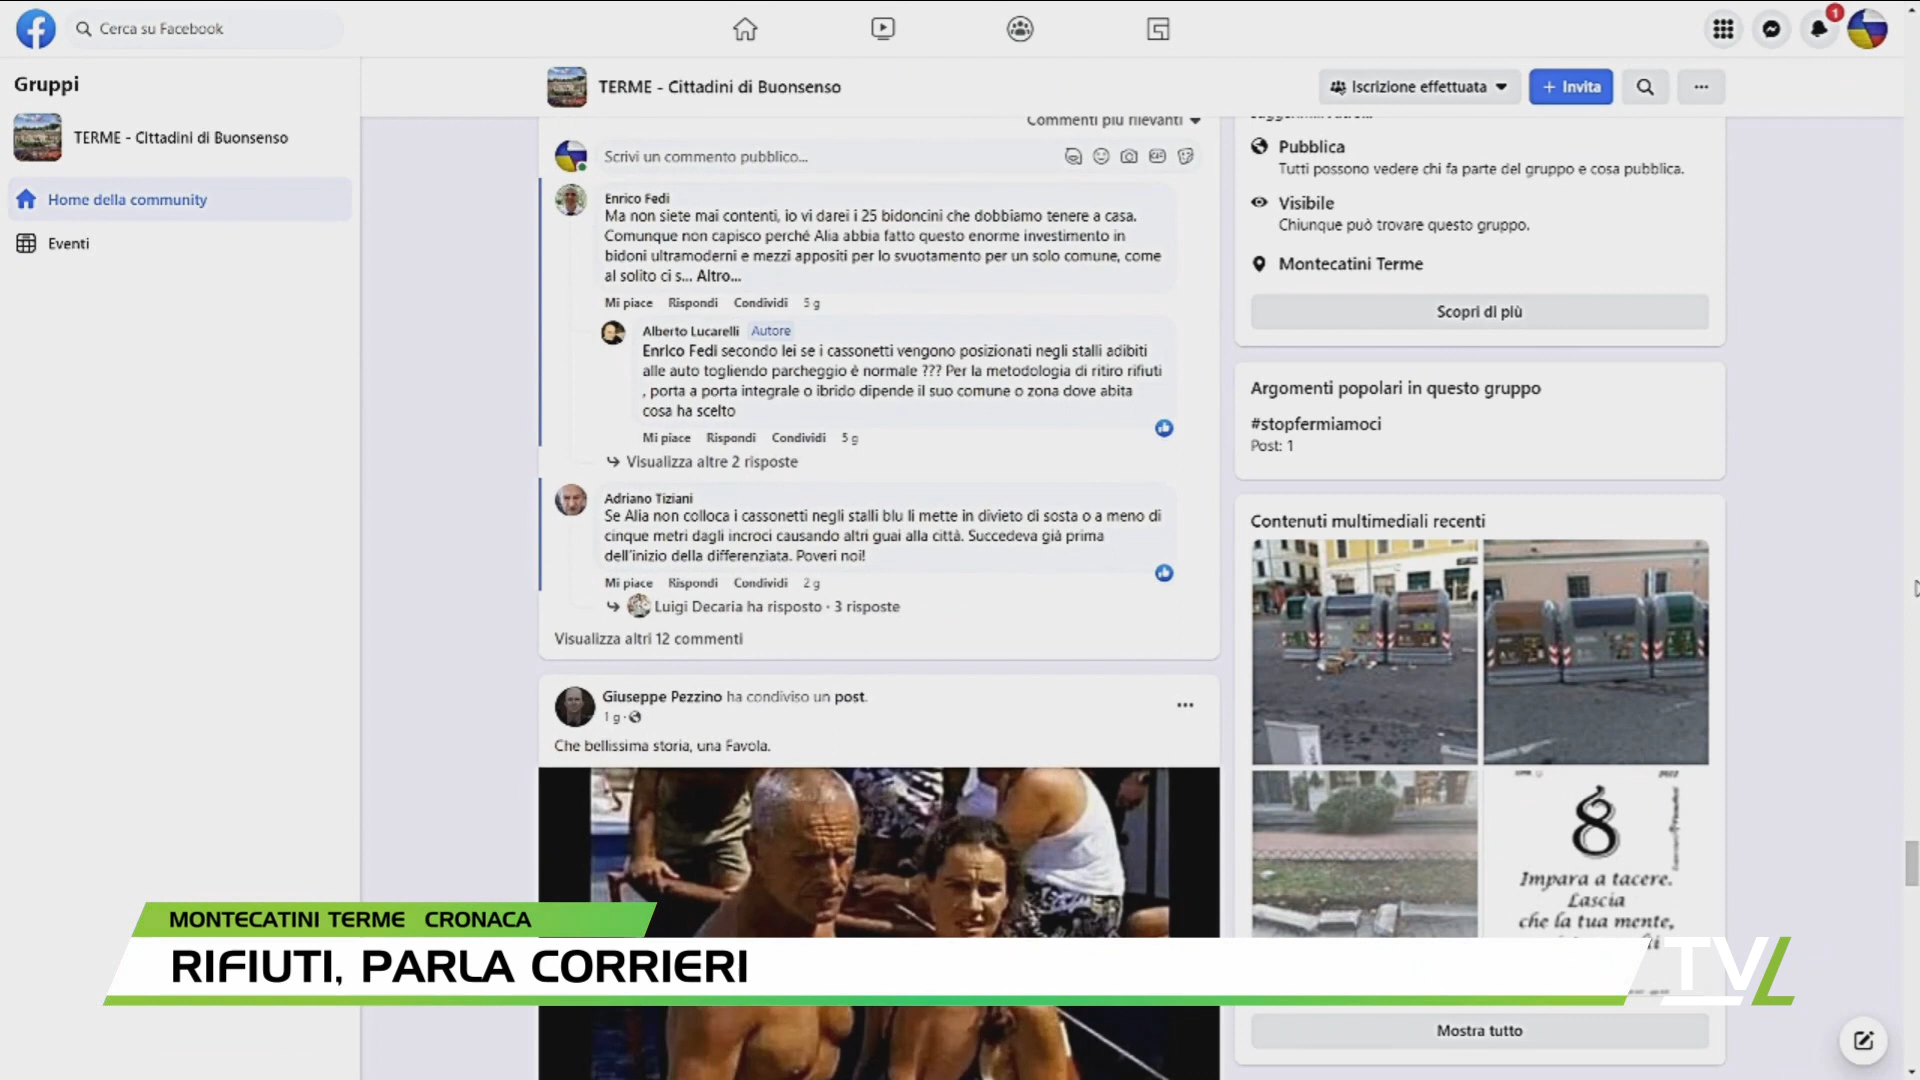 Cerca su Facebook
1
Gruppi
TERME - Cittadini di Buonsenso
Home della community
Eventi
TERME - Cittadini di Buonsenso
Iscrizione effettuata
+ Invita
Commenti più rilevanti
Scrivi un commento pubblico...
GIF
Enrico Fedi
Ma non siete mai contenti, io vi darei i 25 bidoncini che dobbiamo tenere a casa.
Comunque non capisco perché Alia abbia fatto questo enorme investimento in
bidoni ultramoderni e mezzi appositi per lo svuotamento per un solo comune, come
al solito ci s... Altro...
Mi piace Rispondi Condividi 5 g
Alberto Lucarelli Autore
Enrico Fedi secondo lei se i cassonetti vengono posizionati negli stalli adibiti
alle auto togliendo parcheggio è normale ??? Per la metodologia di ritiro rifiuti
, porta a porta integrale o ibrido dipende il suo comune o zona dove abita
cosa ha scelto
Mi piace Rispondi Condividi 5 g
Visualizza altre 2 risposte
Adriano Tiziani
Se Alia non colloca i cassonetti negli stalli blu li mette in divieto di sosta o a meno di
cinque metri dagli incroci causando altri guai alla città. Succedeva già prima
dell'inizio della differenziata. Poveri noi!
Mi piace Rispondi Condividi 2 g
Luigi Decaria ha risposto · 3 risposte
Visualizza altri 12 commenti
Giuseppe Pezzino ha condiviso un post.
1 g ·
Che bellissima storia, una Favola.
Pubblica
Tutti possono vedere chi fa parte del gruppo e cosa pubblica.
Visibile
Chiunque può trovare questo gruppo.
Montecatini Terme
Scopri di più
Argomenti popolari in questo gruppo
#stopfermiamoci
Post: 1
Contenuti multimediali recenti
2022
8
Impara a tacere.
Lascia
che la tua mente,
Mostra tutto
MONTECATINI TERME CRONACA
RIFIUTI, PARLA CORRIERI
TVL